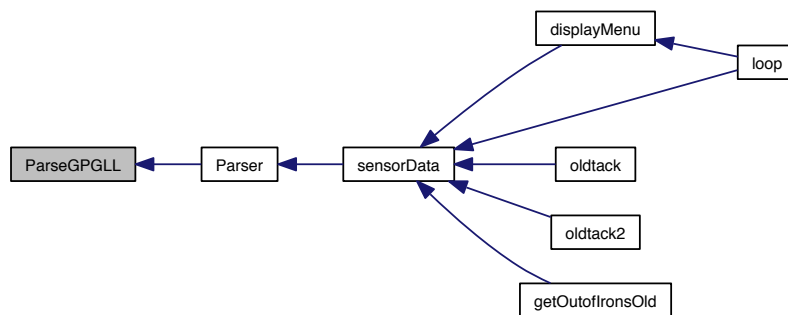 displayMenu
loop
ParseGPGLL
Parser
sensorData
oldtack
oldtack2
getOutofIronsOld